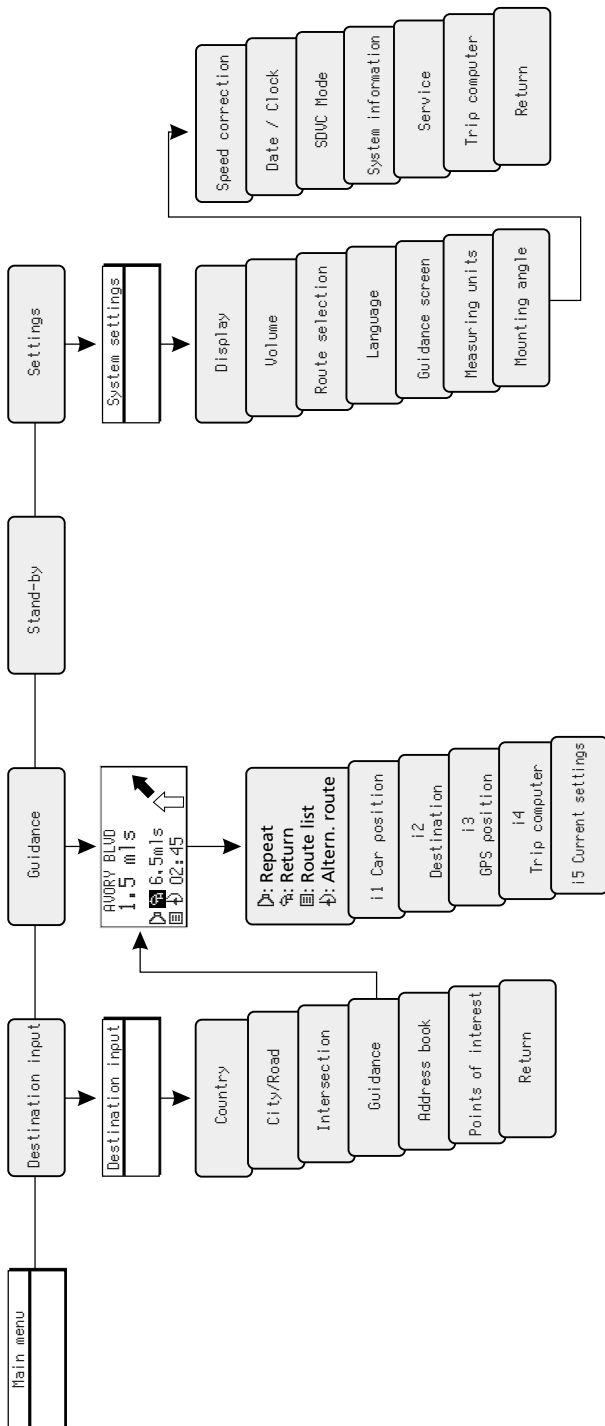 Main menu
Destination input
Guidance
Stand-by
Settings
Destination input
Country
City/Road
Intersection
Guidance
Address book
Points of interest
Return
AVORY BLVD
1.5 mls
6.5mls
02:45
: Repeat
: Return
: Route list
: Altern. route
i1 Car position
i2
Destination
i3
GPS position
i4
Trip computer
i5 Current settings
System settings
Display
Volume
Route selection
Language
Guidance screen
Measuring units
Mounting angle
Speed correction
Date / Clock
SDVC Mode
System information
Service
Trip computer
Return